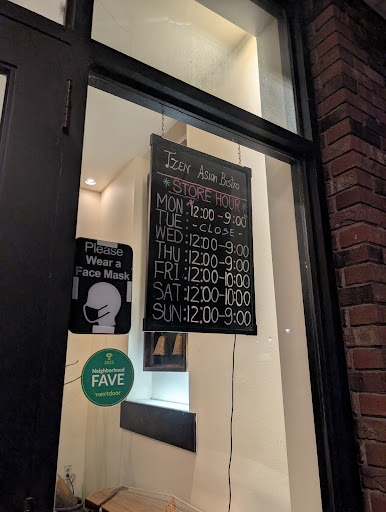 Tzen Asian Bistro
STORE HOUR
MON: 12:00 - 9:00
TUE: - CLOSE -
WED: 12:00 - 9:00
THU: 12:00 - 9:00
FRI: 12:00 - 10:00
SAT: 12:00 - 10:00
SUN: 12:00 - 9:00
Please
Wear a
Face Mask
Neighborhood
FAVE
nextdoor